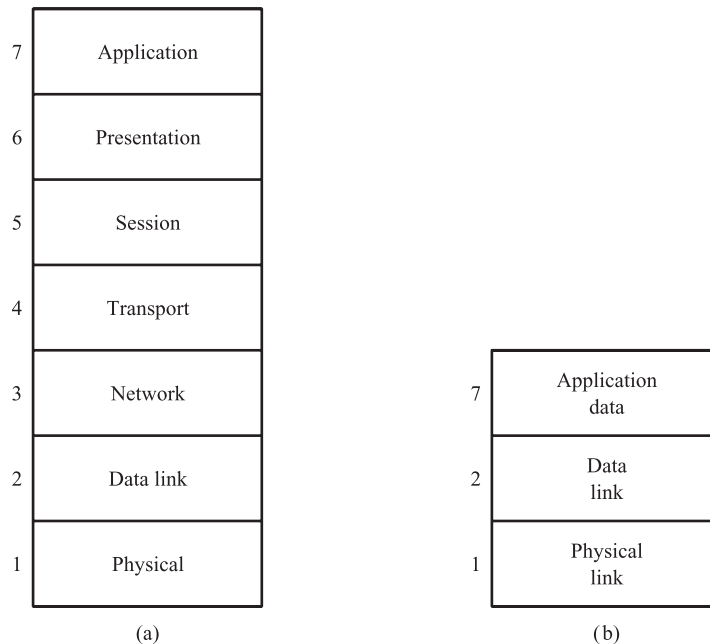 7 Application
6 Presentation
5 Session
4 Transport
3 Network
2 Data link
1 Physical
(a)
7 Application
data
2 Data
link
1 Physical
link
(b)